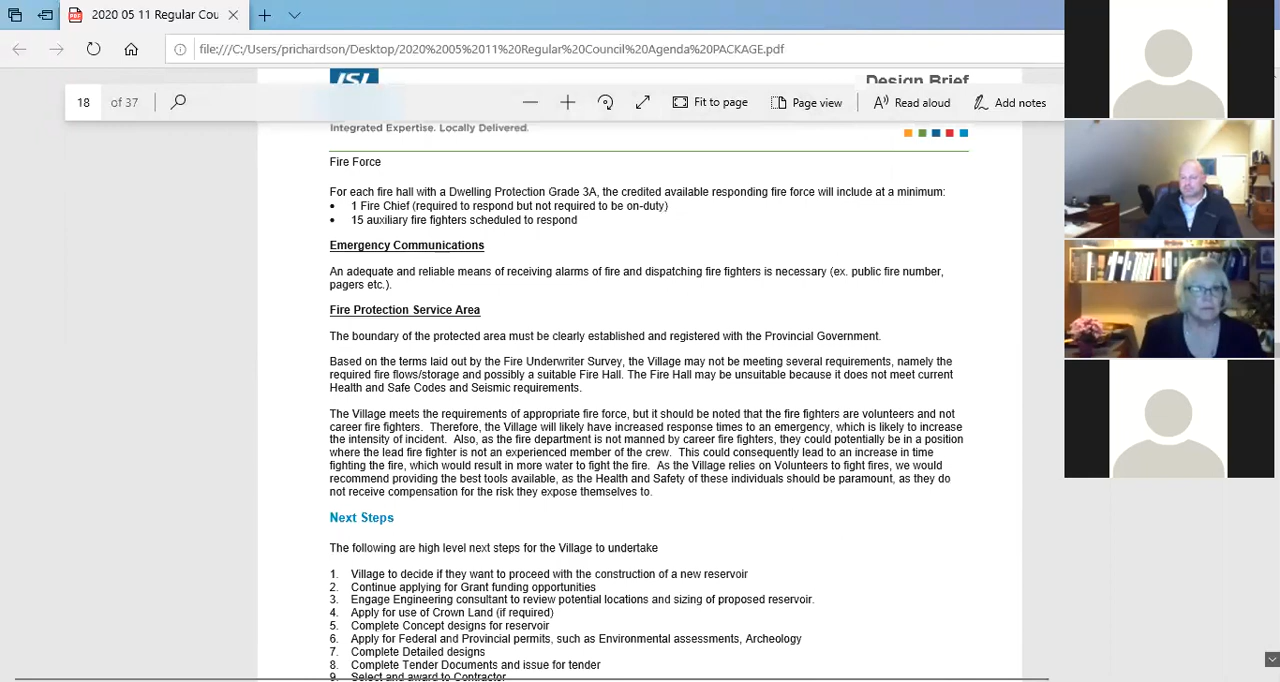 2020 05 11 Regular Cou
file:///C:/Users/prichardson/Desktop/2020%2005%2011%20Regular%20Council%20Agenda%20PACKAGE.pdf
18 of 37
Fit to page
Page view
Read aloud
Add notes
ISL
Design Brief
Integrated Expertise. Locally Delivered.
Fire Force
For each fire hall with a Dwelling Protection Grade 3A, the credited available responding fire force will include at a minimum:
• 1 Fire Chief (required to respond but not required to be on-duty)
• 15 auxiliary fire fighters scheduled to respond
Emergency Communications
An adequate and reliable means of receiving alarms of fire and dispatching fire fighters is necessary (ex. public fire number,
pagers etc.).
Fire Protection Service Area
The boundary of the protected area must be clearly established and registered with the Provincial Government.
Based on the terms laid out by the Fire Underwriter Survey, the Village may not be meeting several requirements, namely the
required fire flows/storage and possibly a suitable Fire Hall. The Fire Hall may be unsuitable because it does not meet current
Health and Safe Codes and Seismic requirements.
The Village meets the requirements of appropriate fire force, but it should be noted that the fire fighters are volunteers and not
career fire fighters. Therefore, the Village will likely have increased response times to an emergency, which is likely to increase
the intensity of incident. Also, as the fire department is not manned by career fire fighters, they could potentially be in a position
where the lead fire fighter is not an experienced member of the crew. This could consequently lead to an increase in time
fighting the fire, which would result in more water to fight the fire. As the Village relies on Volunteers to fight fires, we would
recommend providing the best tools available, as the Health and Safety of these individuals should be paramount, as they do
not receive compensation for the risk they expose themselves to.
Next Steps
The following are high level next steps for the Village to undertake
1. Village to decide if they want to proceed with the construction of a new reservoir
2. Continue applying for Grant funding opportunities
3. Engage Engineering consultant to review potential locations and sizing of proposed reservoir.
4. Apply for use of Crown Land (if required)
5. Complete Concept designs for reservoir
6. Apply for Federal and Provincial permits, such as Environmental assessments, Archeology
7. Complete Detailed designs
8. Complete Tender Documents and issue for tender
9. Select and award to Contractor